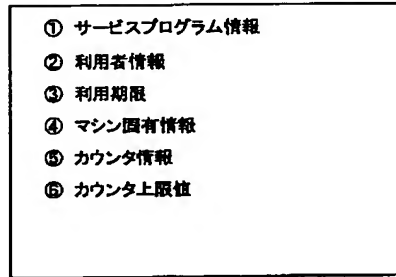 ① サービスプログラム情報
② 利用者情報
③ 利用期限
④ マシン固有情報
⑤ カウンタ情報
⑥ カウンタ上限値